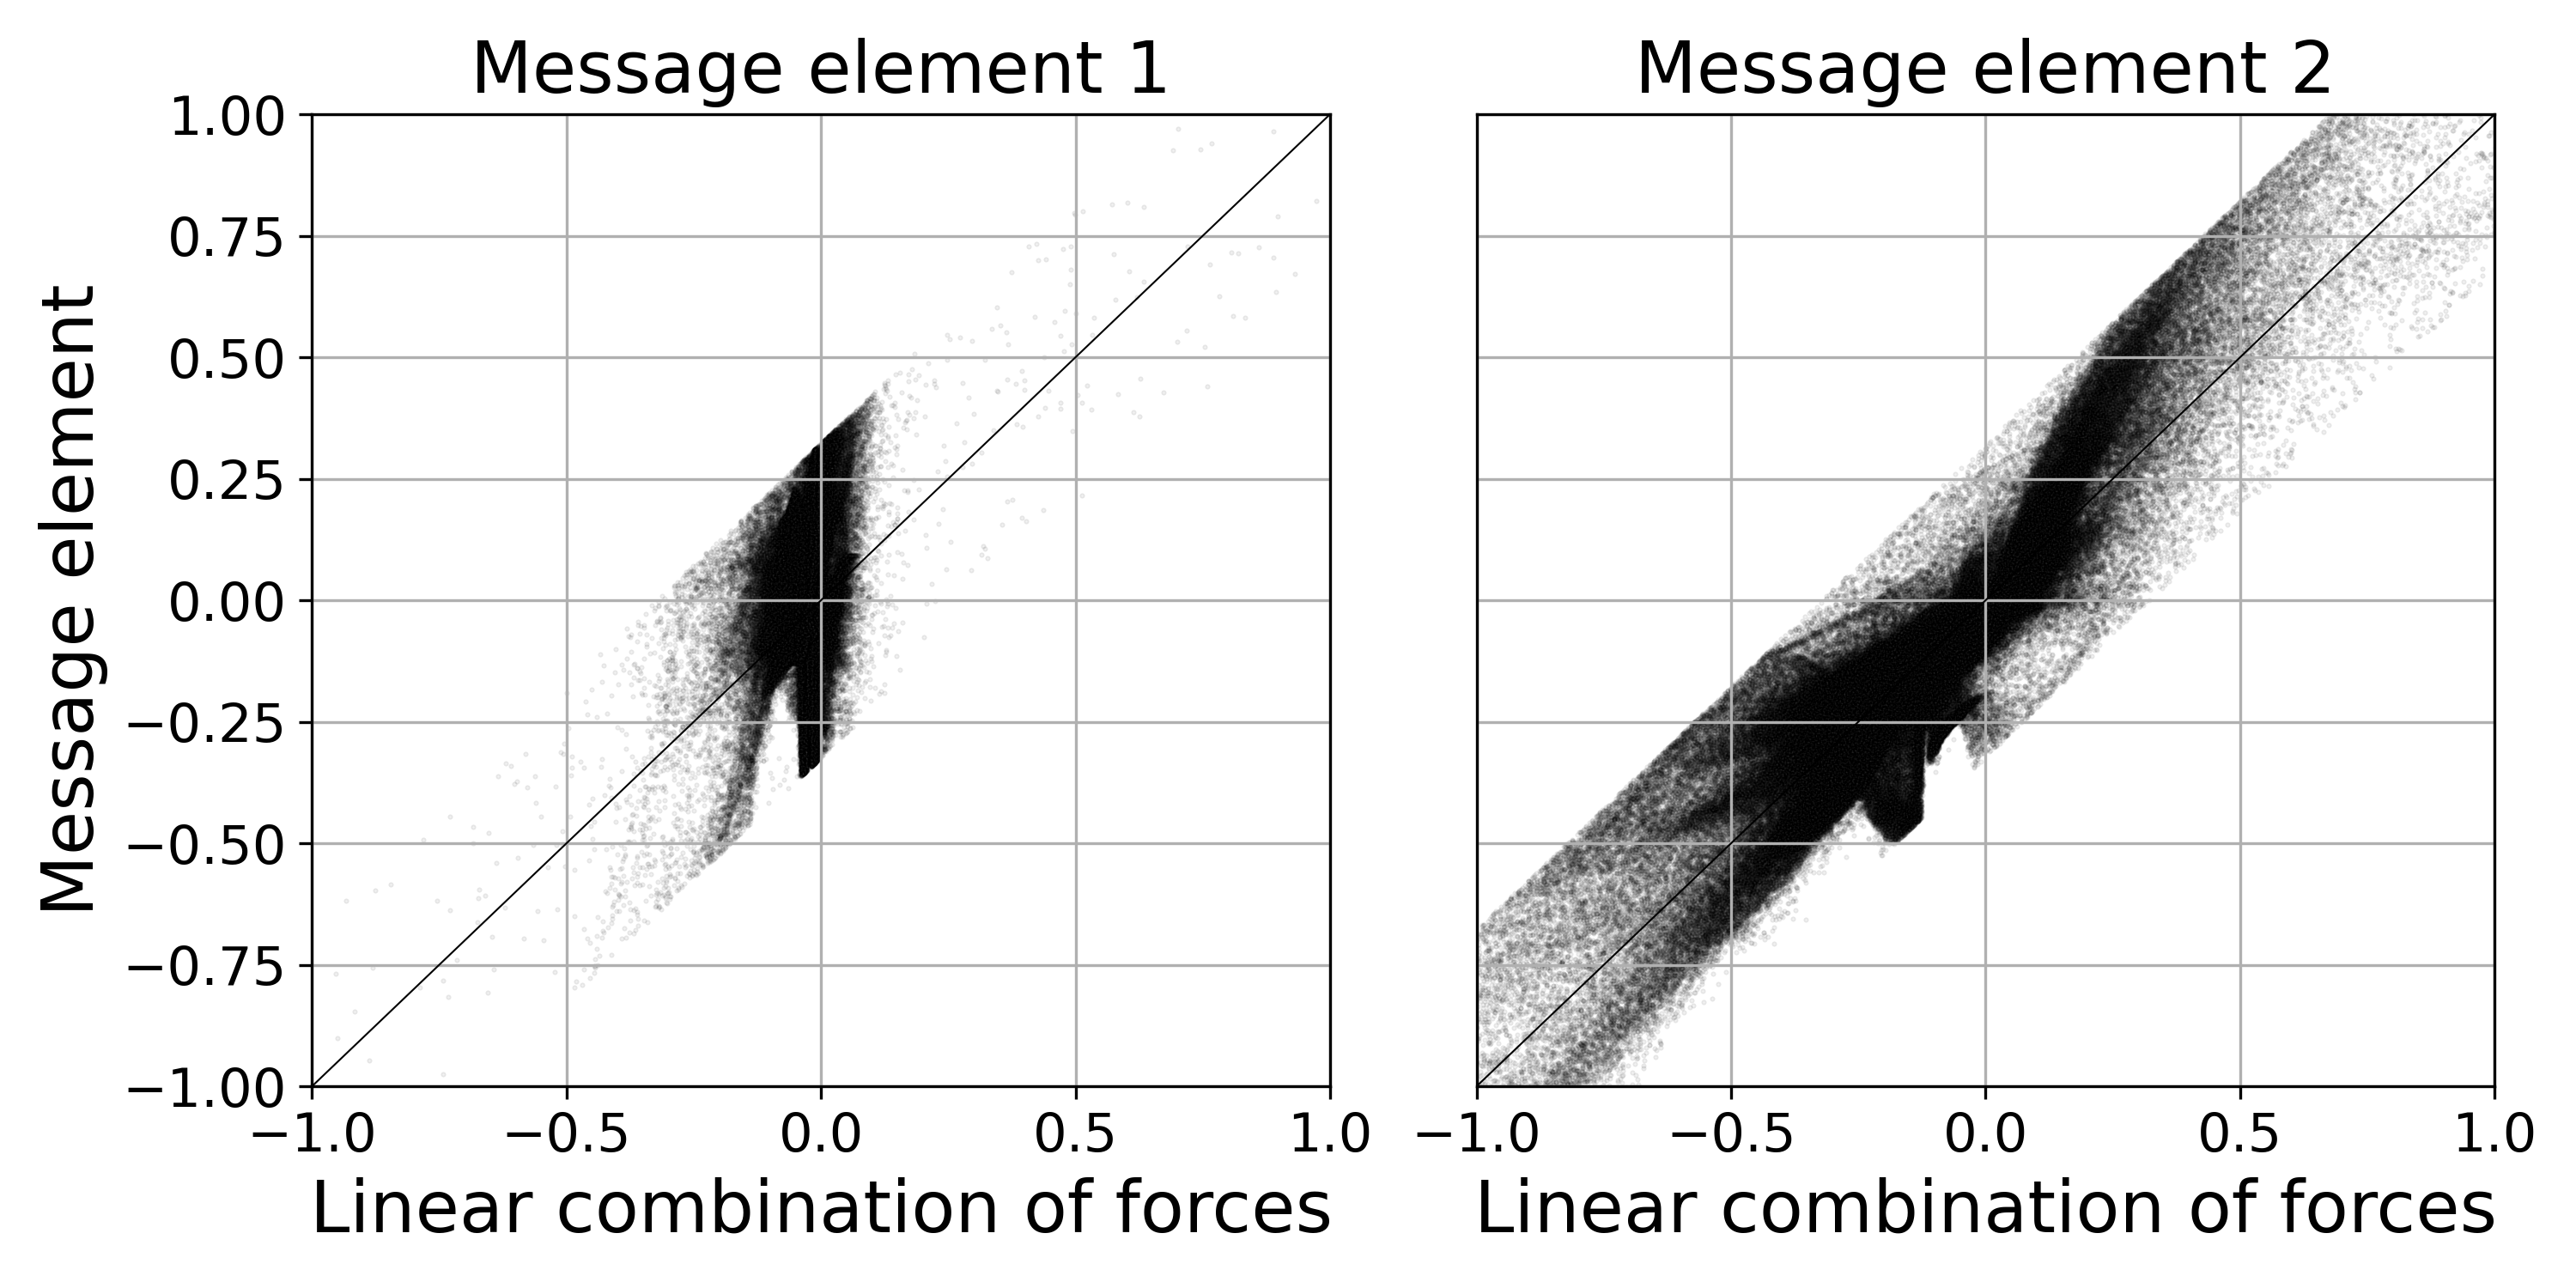 Message element 1
Message element 2
Message element
1.00
0.75
0.50
0.25
0.00
−0.25
−0.50
−0.75
−1.00
−1.0 −0.5 0.0 0.5 1.0
−1.0 −0.5 0.0 0.5 1.0
Linear combination of forces
Linear combination of forces